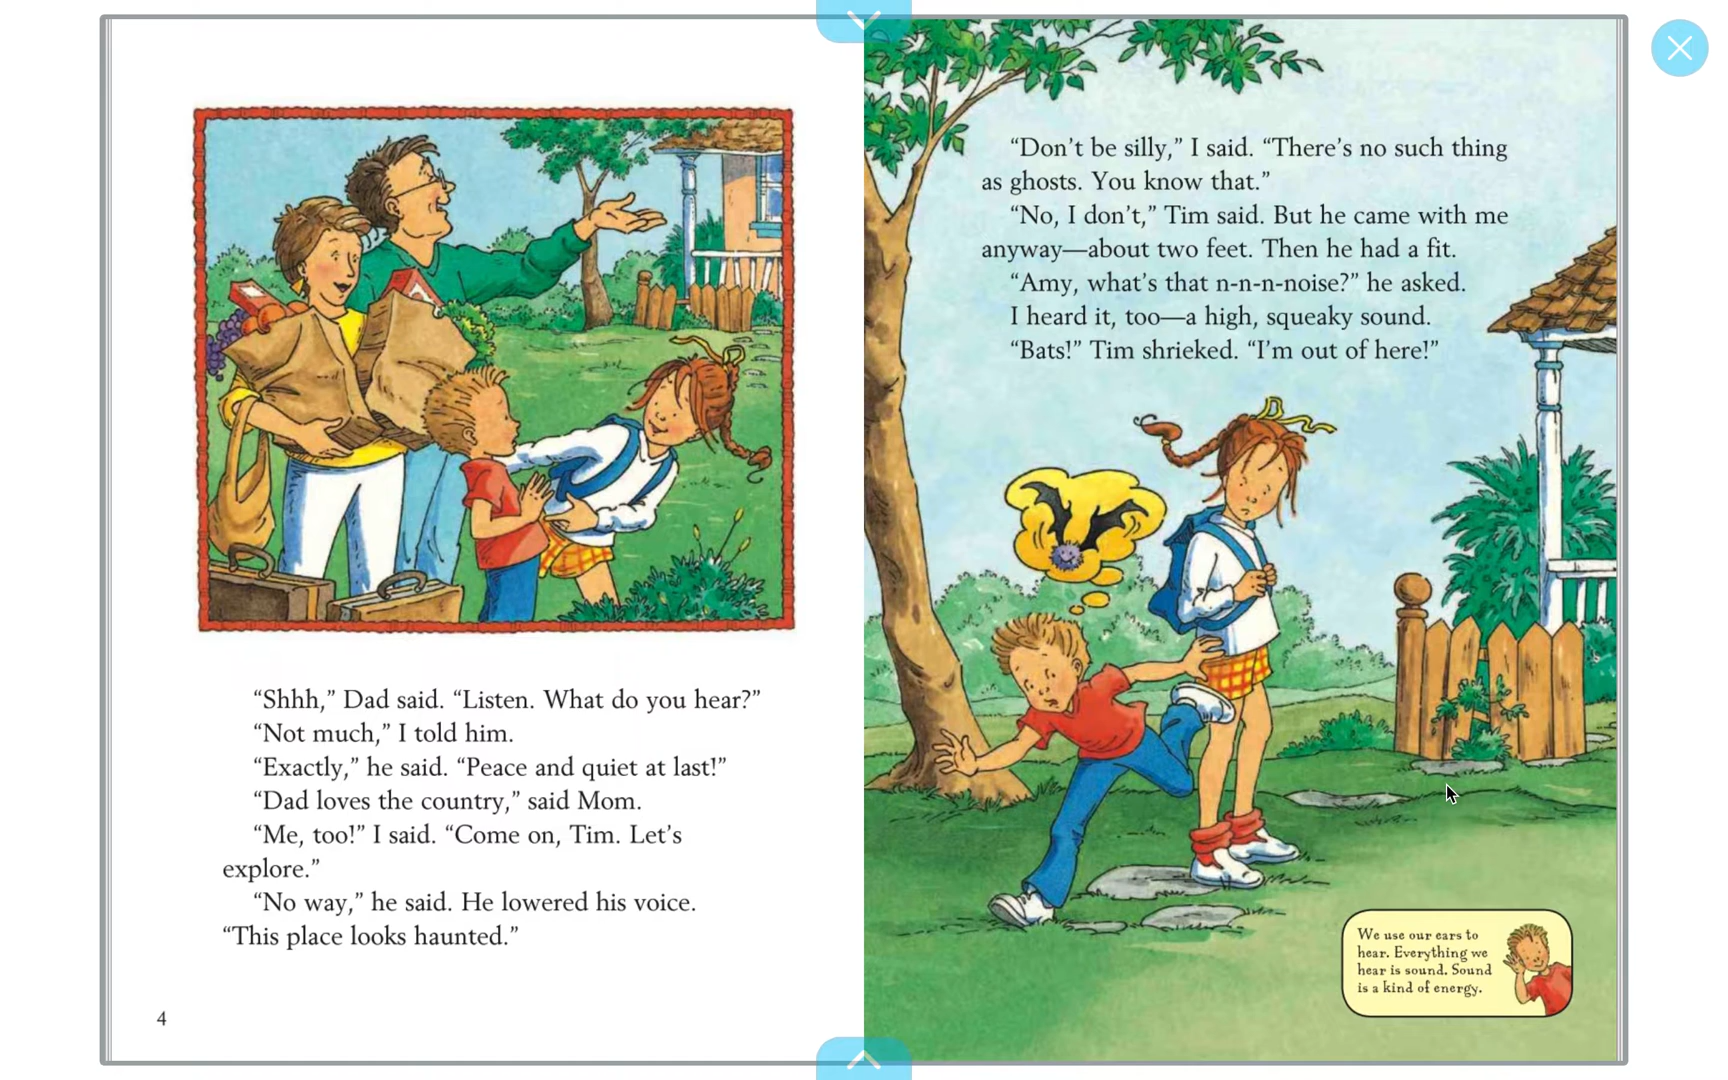 “Shhh,” Dad said. “Listen. What do you hear?”
“Not much,” I told him.
“Exactly,” he said. “Peace and quiet at last!”
“Dad loves the country,” said Mom.
“Me, too!” I said. “Come on, Tim. Let’s
explore.”
“No way,” he said. He lowered his voice.
“This place looks haunted.”
4
“Don’t be silly,” I said. “There’s no such thing
as ghosts. You know that.”
“No, I don’t,” Tim said. But he came with me
anyway—about two feet. Then he had a fit.
“Amy, what’s that n-n-n-noise?” he asked.
I heard it, too—a high, squeaky sound.
“Bats!” Tim shrieked. “I’m out of here!”
We use our ears to
hear. Everything we
hear is sound. Sound
is a kind of energy.